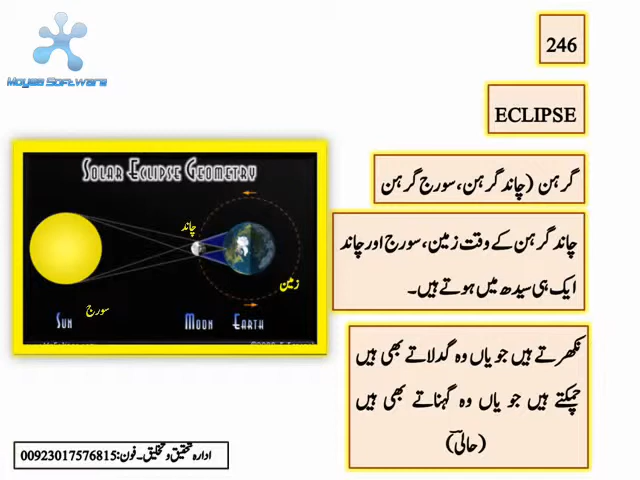 Moyea Software
246
ECLIPSE
گرہن (چاند گرہن، سورج گرہن
چاند گرہن کے وقت زمین، سورج اور چاند
ایک ہی سیدھ میں ہوتے ہیں۔
نکھرتے ہیں جو یاں وہ گدلاتے بھی ہیں
چمکتے ہیں جو یاں وہ گہناتے بھی ہیں
(حالیؔ)
SOLAR ECLIPSE GEOMETRY
چاند
زمین
سورج
SUN
MOON
EARTH
ادارہ تحقیق و تخلیق۔ فون:00923017576815